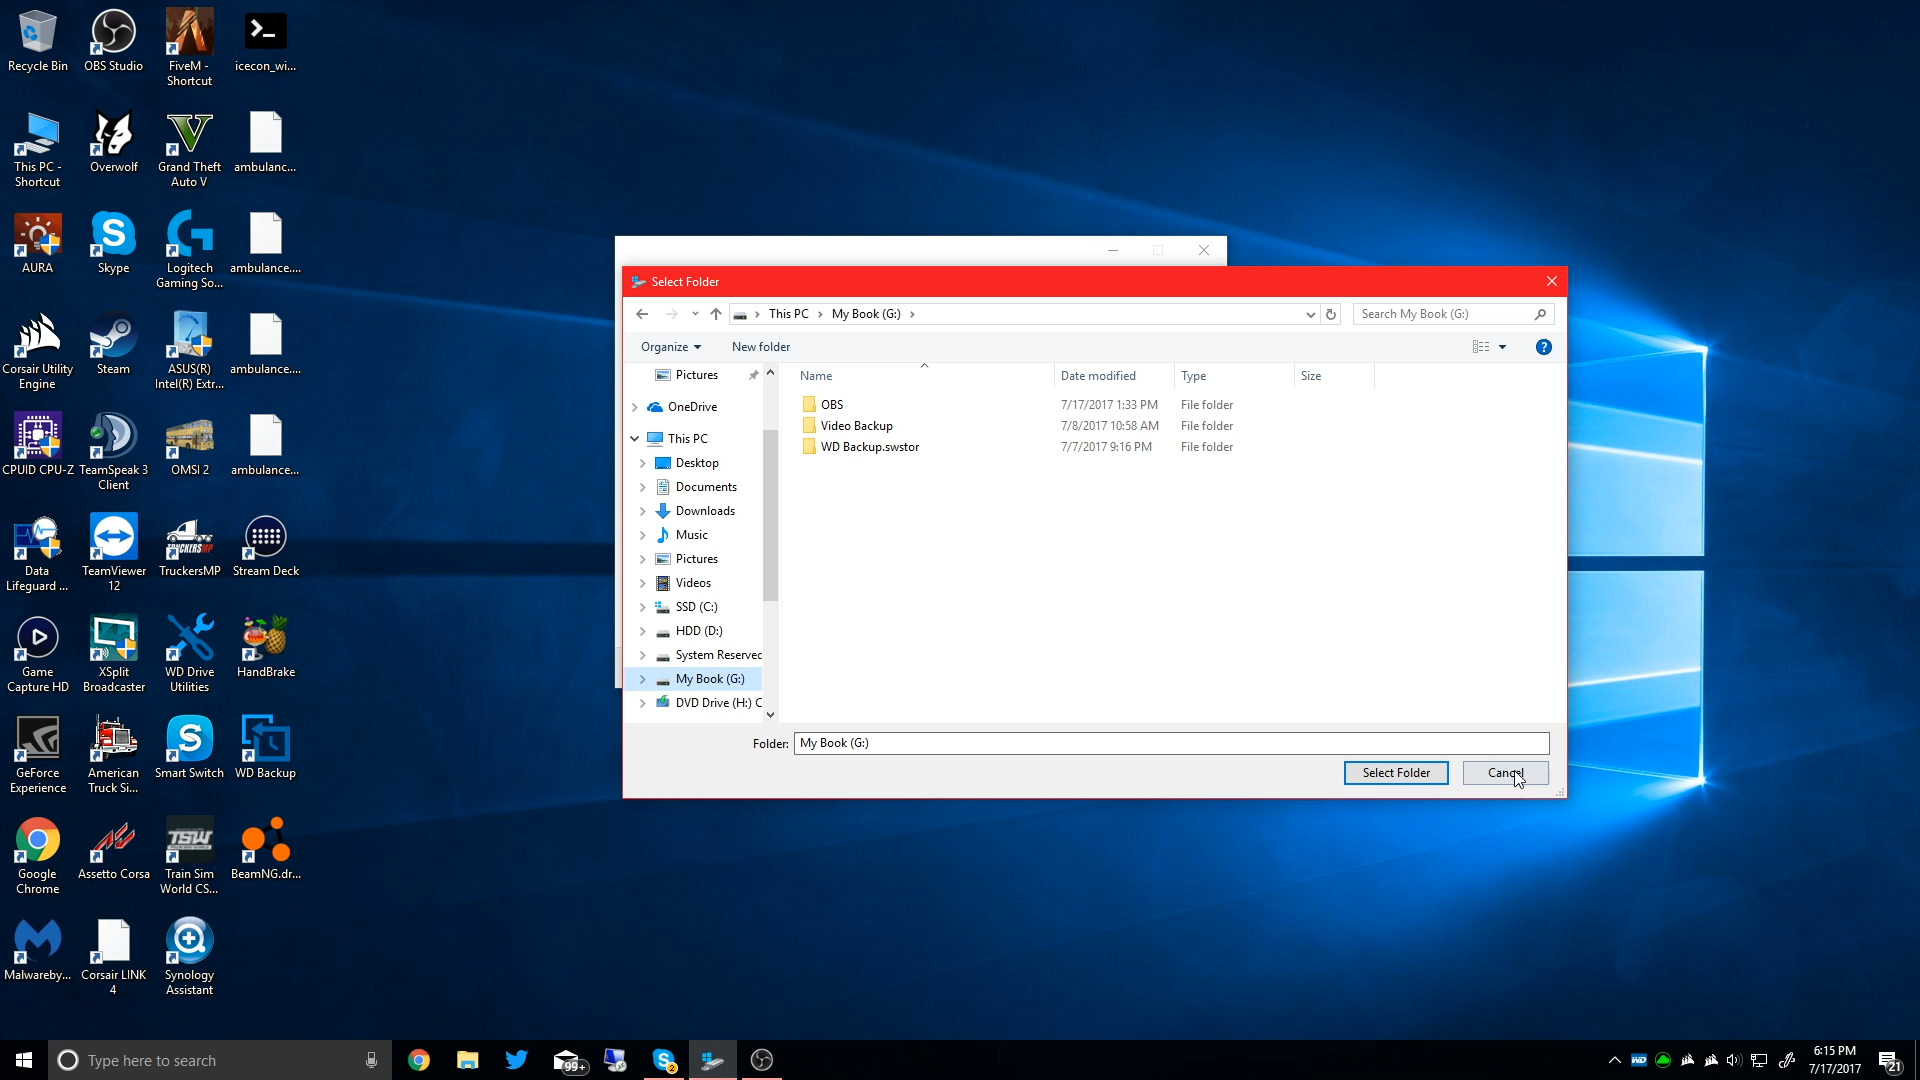 Recycle Bin
OBS Studio
FiveM -
Shortcut
icecon_wi...
This PC -
Shortcut
Overwolf
Grand Theft
Auto V
ambulanc...
AURA
Skype
Logitech
Gaming So...
ambulance....
Corsair Utility
Engine
Steam
ASUS(R)
Intel(R) Extr...
ambulance....
CPUID CPU-Z
TeamSpeak 3
Client
OMSI 2
ambulance...
Data
Lifeguard ...
TeamViewer
12
TRUCKERSMP
TruckersMP
Stream Deck
Game
Capture HD
XSplit
Broadcaster
WD Drive
Utilities
HandBrake
GeForce
Experience
American
Truck Si...
Smart Switch
WD Backup
Google
Chrome
Assetto Corsa
TSW
Train Sim
World CS...
BeamNG.dr...
Malwareby...
Corsair LINK
4
Synology
Assistant
Select Folder
This PC > My Book (G:) >
Search My Book (G:)
Organize
New folder
?
Pictures
OneDrive
This PC
Desktop
Documents
Downloads
Music
Pictures
Videos
SSD (C:)
HDD (D:)
System Reserved
My Book (G:)
DVD Drive (H:) C
Name
Date modified
Type
Size
OBS
7/17/2017 1:33 PM
File folder
Video Backup
7/8/2017 10:58 AM
File folder
WD Backup.swstor
7/7/2017 9:16 PM
File folder
Folder:
My Book (G:)
Select Folder
Cancel
Type here to search
99+
2
WD
6:15 PM
7/17/2017
21